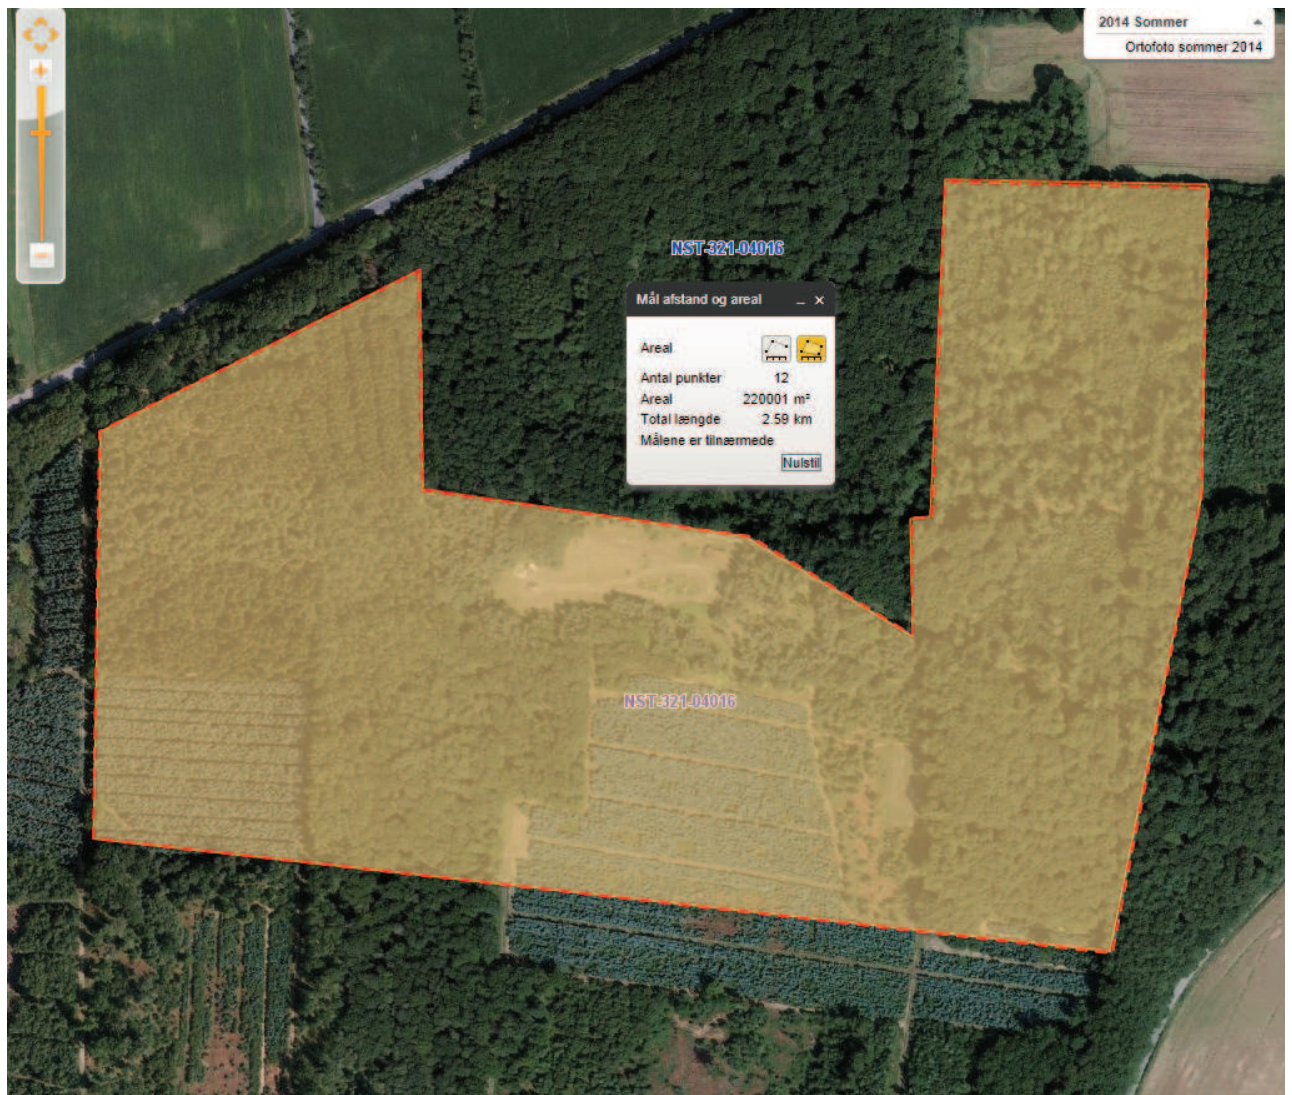 2014 Sommer
Ortofoto sommer 2014
NST-321-04016
Mål afstand og areal
Areal
Antal punkter 12
Areal 220001 m²
Total længde 2.59 km
Målene er tilnærmede
Nulstil
NST-321-04016